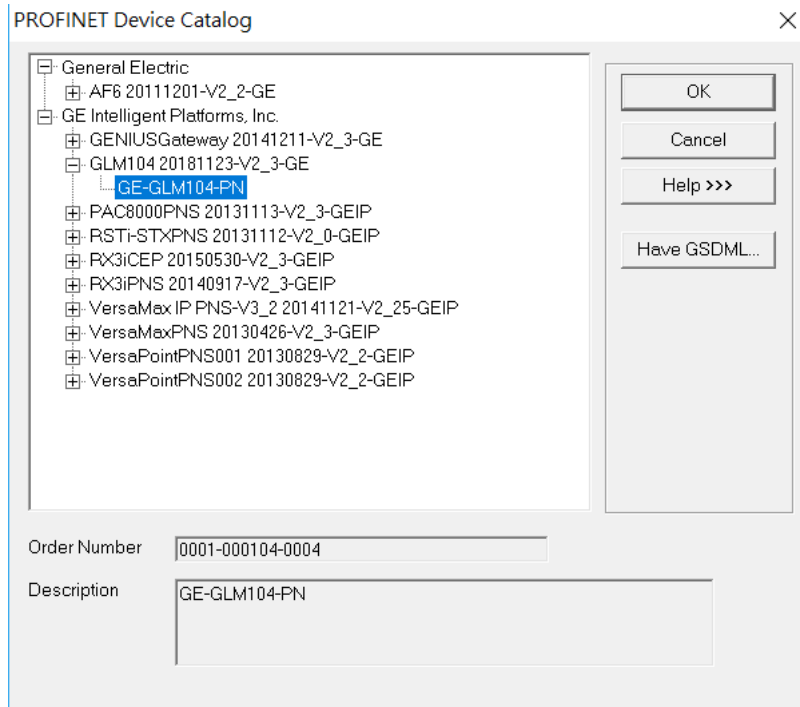 PROFINET Device Catalog
General Electric
AF6 20111201-V2_2-GE
GE Intelligent Platforms, Inc.
GENIUSGateway 20141211-V2_3-GE
GLM104 20181123-V2_3-GE
GE-GLM104-PN
PAC8000PNS 20131113-V2_3-GEIP
RSTi-STXPNS 20131112-V2_0-GEIP
RX3iCEP 20150530-V2_3-GEIP
RX3iPNS 20140917-V2_3-GEIP
VersaMax IP PNS-V3_2 20141121-V2_25-GEIP
VersaMaxPNS 20130426-V2_3-GEIP
VersaPointPNS001 20130829-V2_2-GEIP
VersaPointPNS002 20130829-V2_2-GEIP
OK
Cancel
Help >>>
Have GSDML...
Order Number 0001-000104-0004
Description GE-GLM104-PN